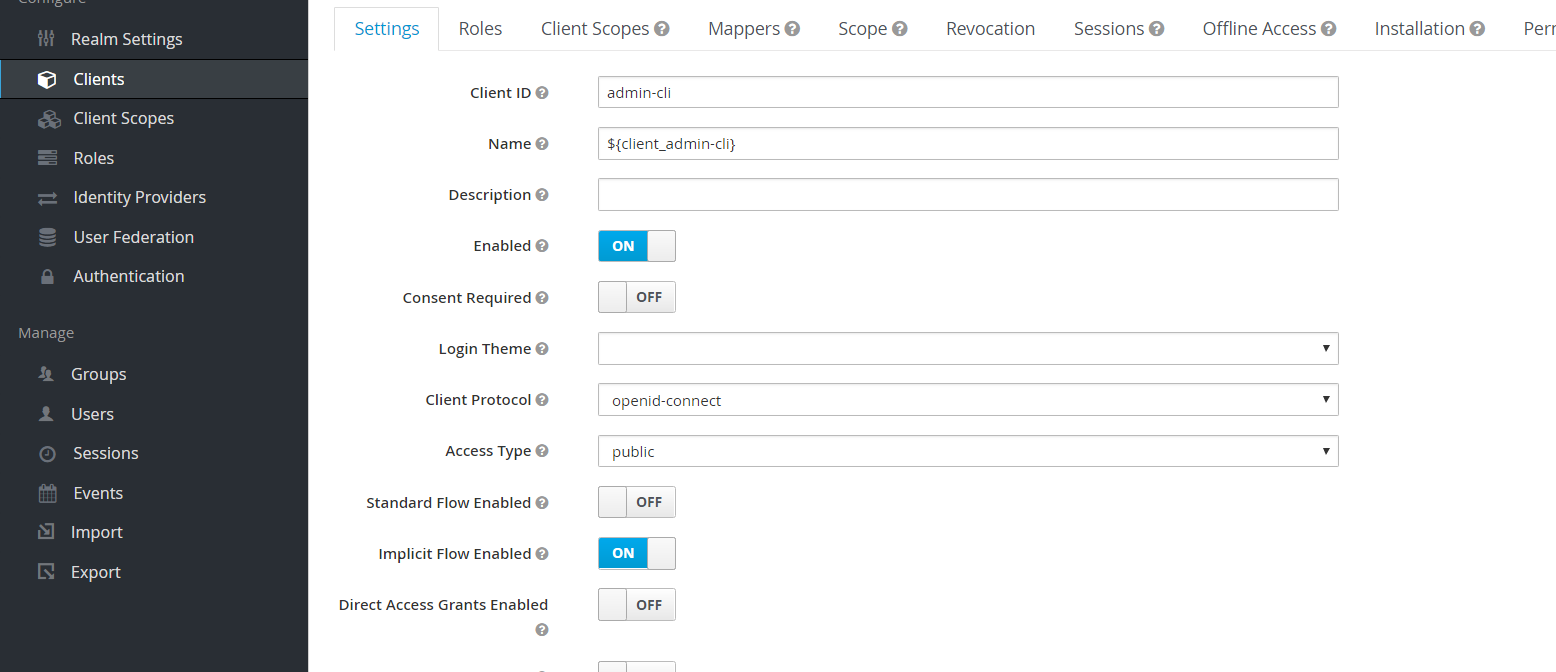 Configure
Realm Settings
Clients
Client Scopes
Roles
Identity Providers
User Federation
Authentication
Manage
Groups
Users
Sessions
Events
Import
Export
Settings Roles Client Scopes ? Mappers ? Scope ? Revocation Sessions ? Offline Access ? Installation ?
Client ID ? admin-cli
Name ? ${client_admin-cli}
Description ?
Enabled ? ON
Consent Required ? OFF
Login Theme ?
Client Protocol ? openid-connect
Access Type ? public
Standard Flow Enabled ? OFF
Implicit Flow Enabled ? ON
Direct Access Grants Enabled OFF
?